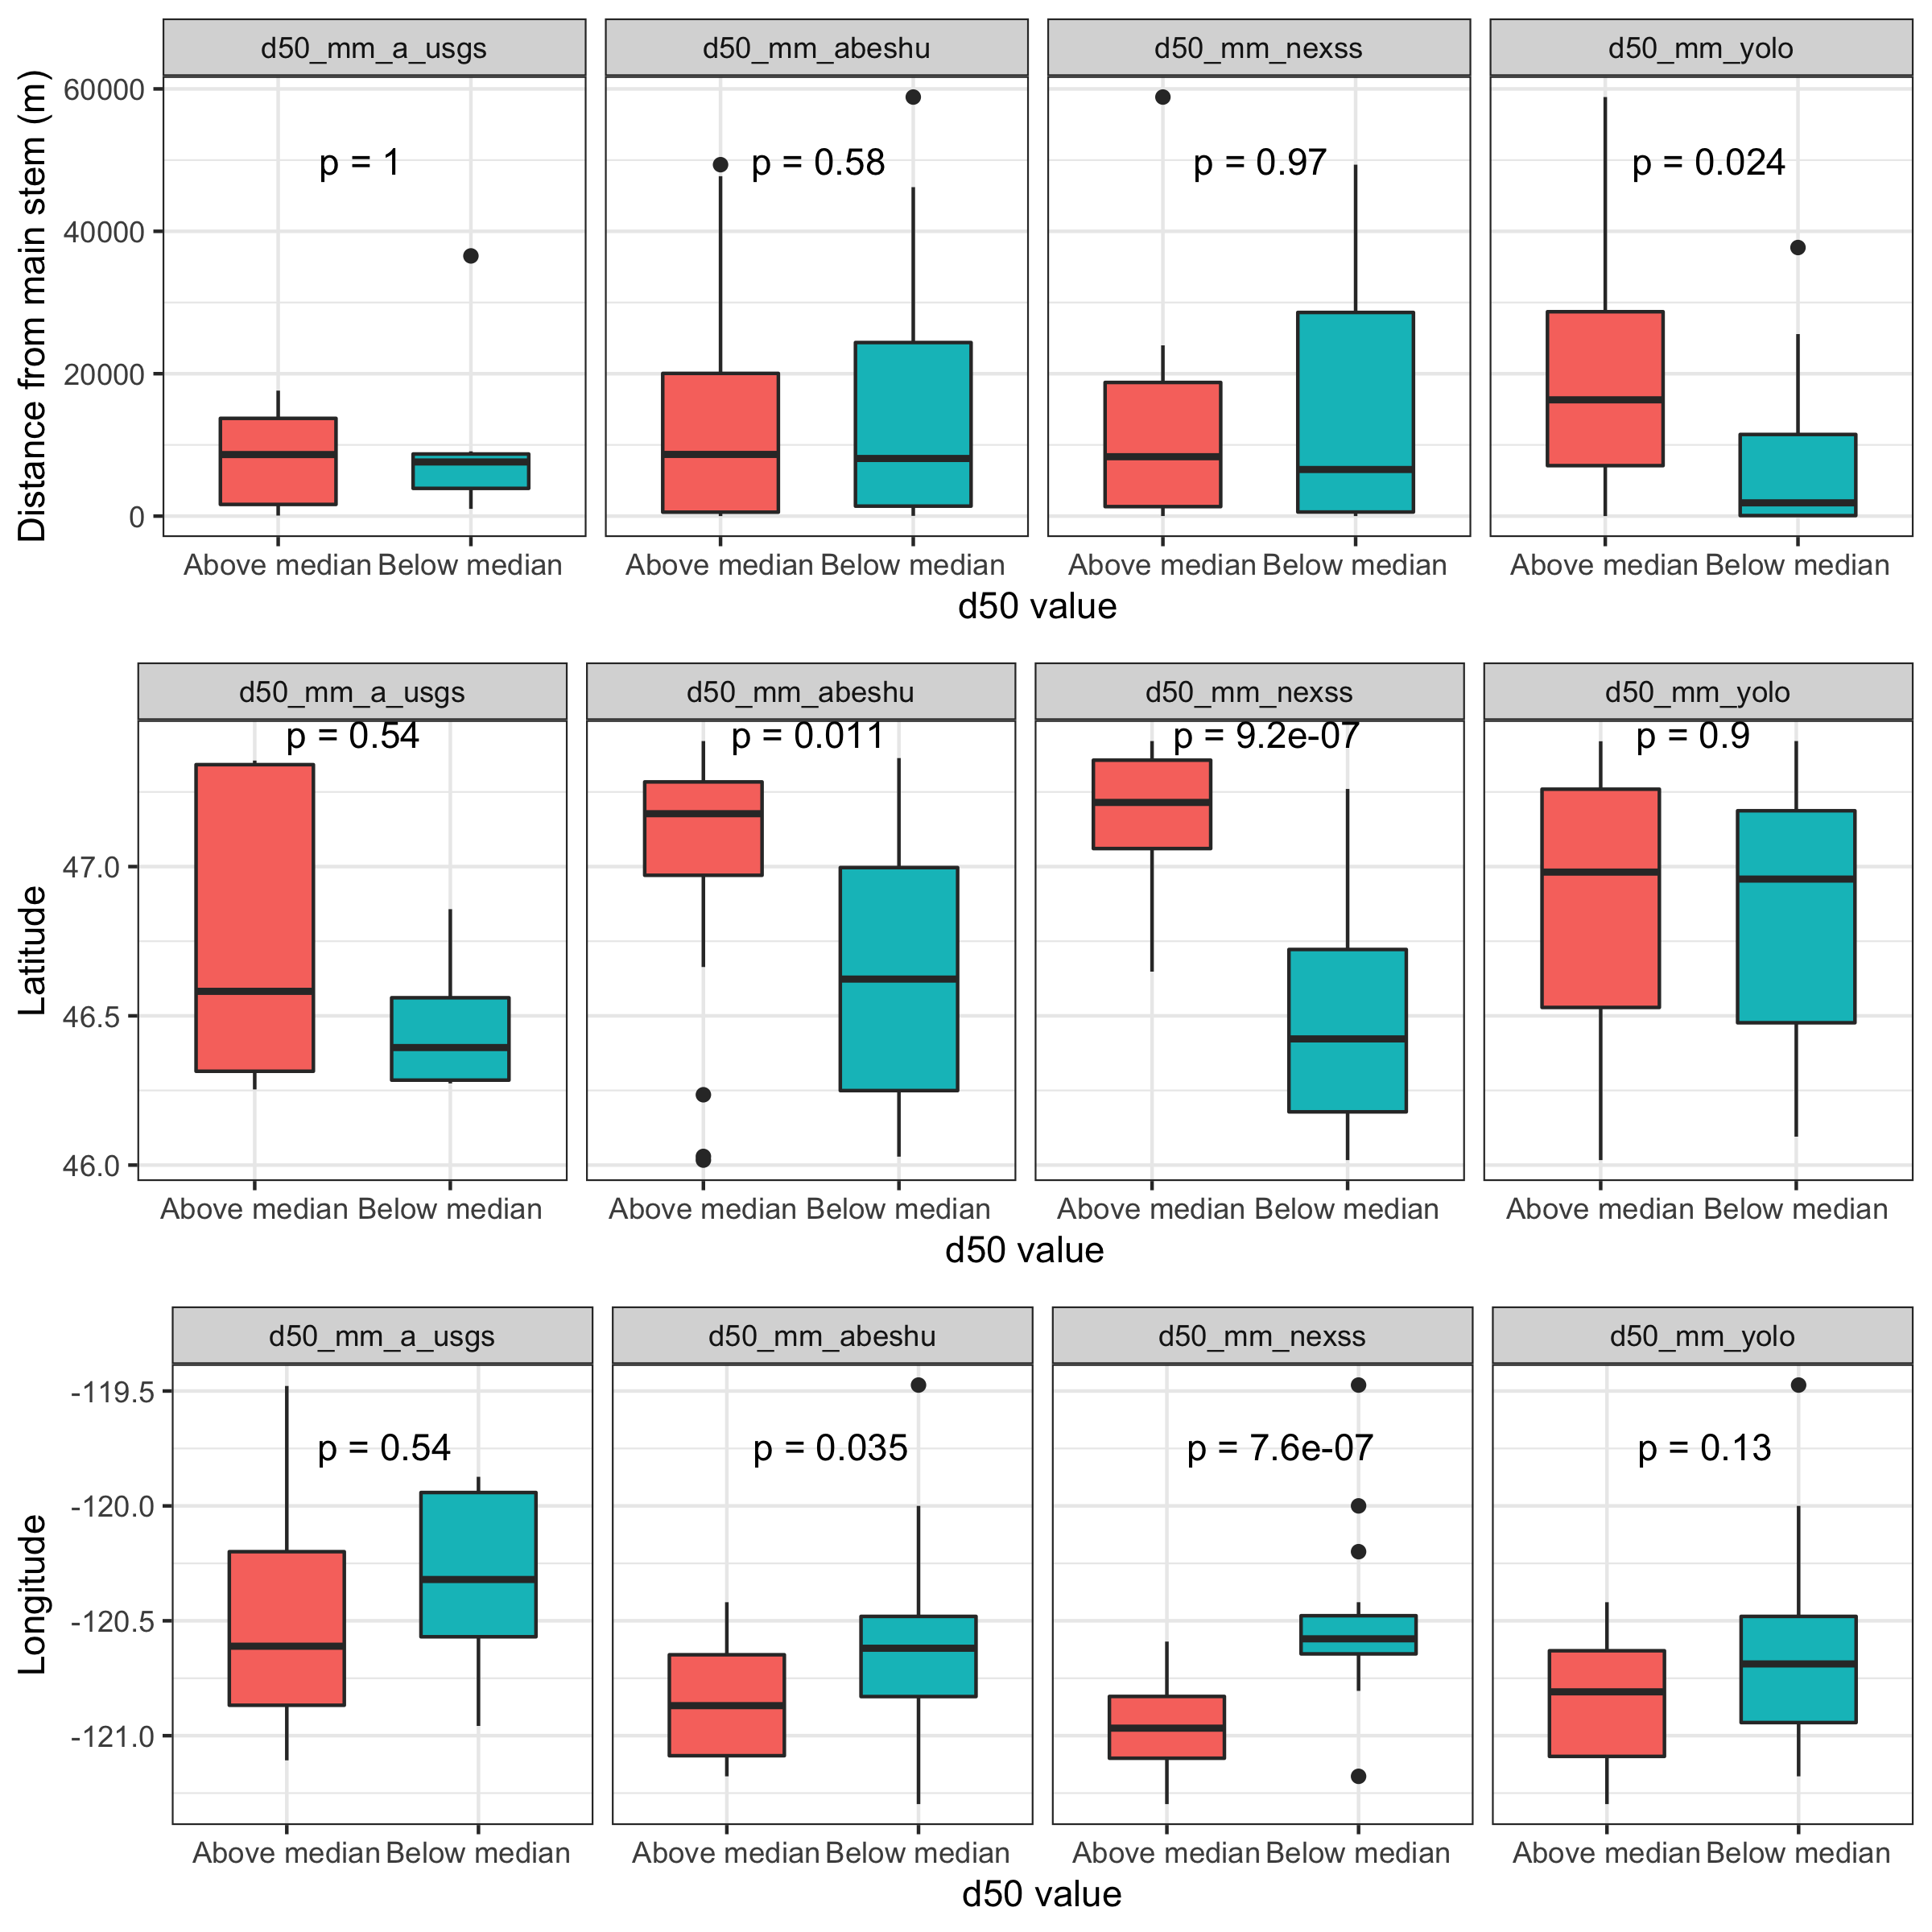 d50_mm_a_usgs d50_mm_abeshu d50_mm_nexss d50_mm_yolo
Distance from main stem (m)
60000
40000
20000
0
p = 1 p = 0.58 p = 0.97 p = 0.024
Above median Below median Above median Below median Above median Below median Above median Below median
d50 value
d50_mm_a_usgs d50_mm_abeshu d50_mm_nexss d50_mm_yolo
Latitude
p = 0.54 p = 0.011 p = 9.2e-07 p = 0.9
47.0
46.5
46.0
Above median Below median Above median Below median Above median Below median Above median Below median
d50 value
d50_mm_a_usgs d50_mm_abeshu d50_mm_nexss d50_mm_yolo
Longitude
-119.5
p = 0.54 p = 0.035 p = 7.6e-07 p = 0.13
-120.0
-120.5
-121.0
Above median Below median Above median Below median Above median Below median Above median Below median
d50 value